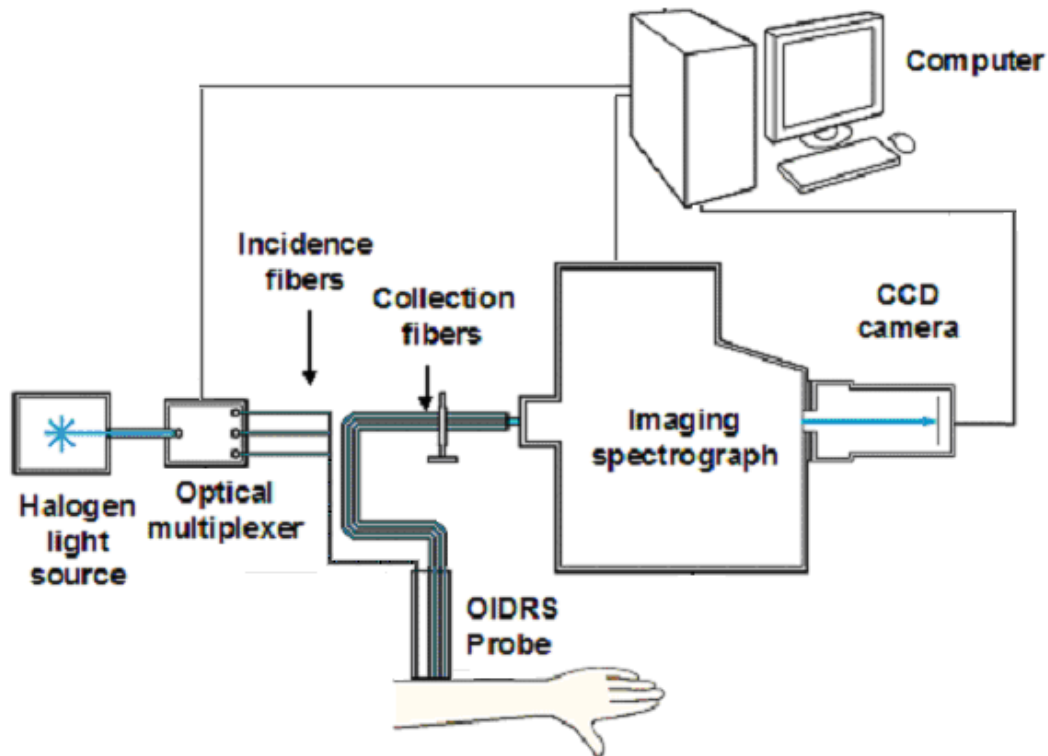 Computer
Incidence
fibers
Collection
fibers
CCD
camera
Imaging
spectrograph
Halogen
light
source
Optical
multiplexer
OIDRS
Probe